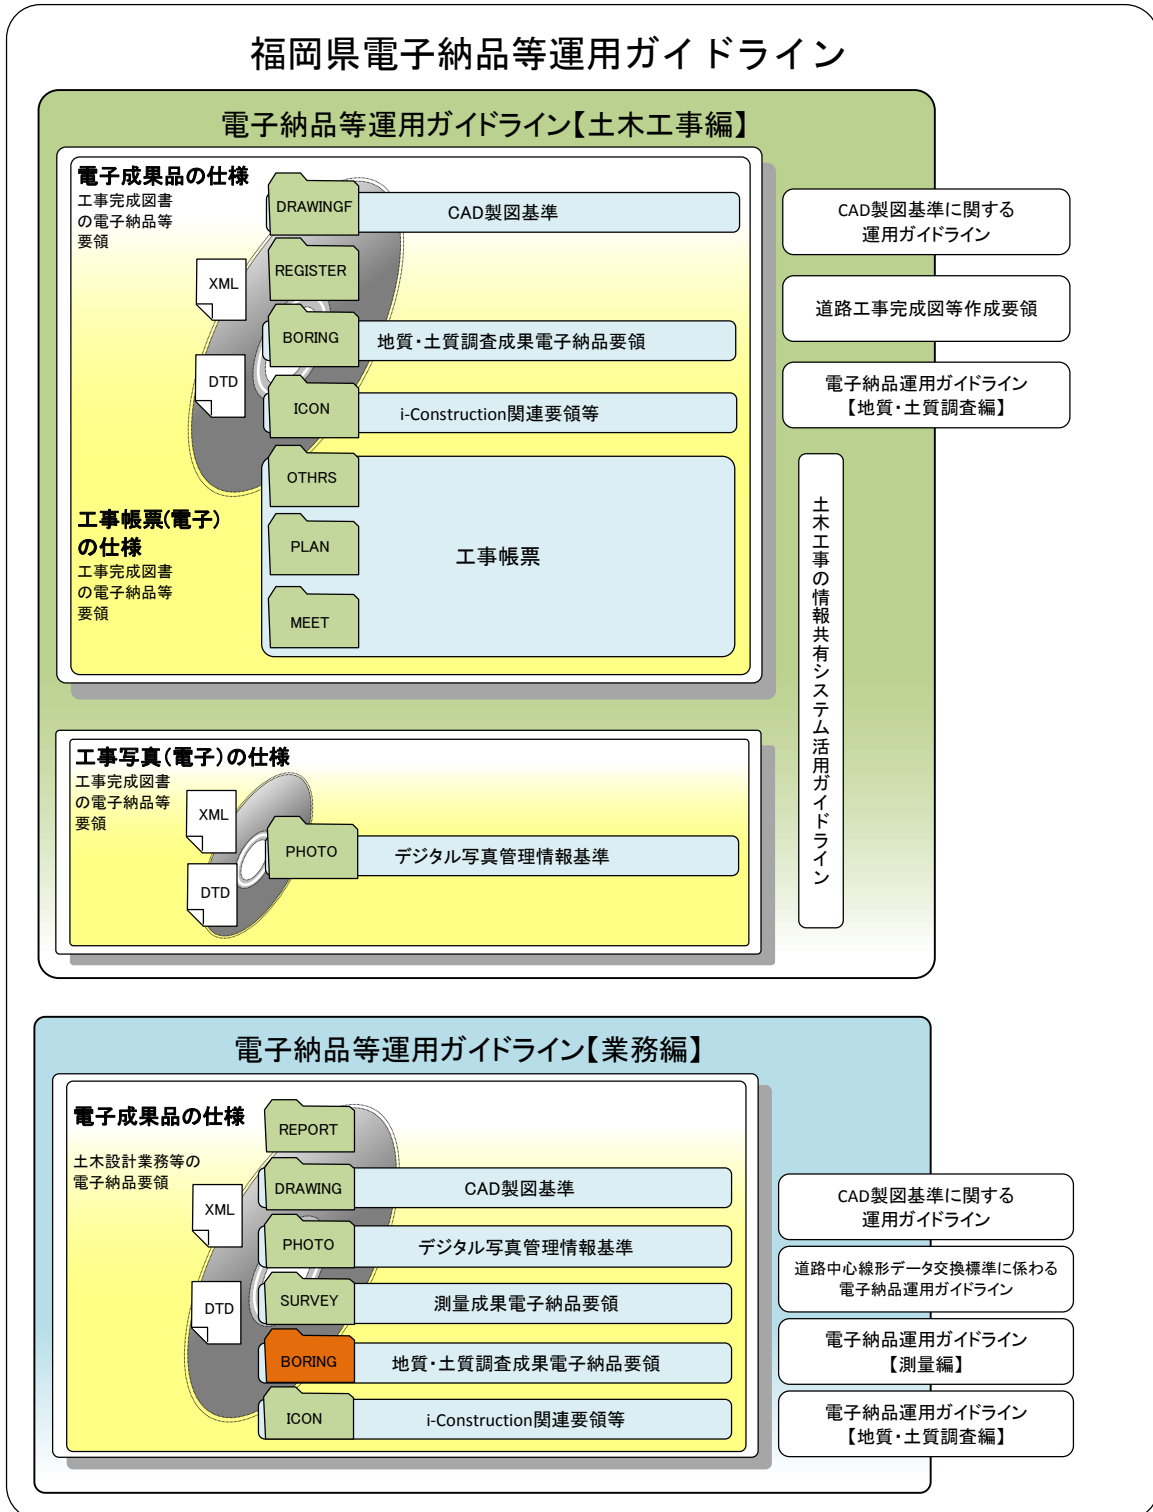 福岡県電子納品等運用ガイドライン
電子納品等運用ガイドライン【土木工事編】
電子成果品の仕様
工事完成図書
の電子納品等
要領
XML
DTD
DRAWINGF
CAD製図基準
REGISTER
BORING
地質・土質調査成果電子納品要領
ICON
i-Construction関連要領等
工事帳票(電子)
の仕様
工事完成図書
の電子納品等
要領
OTHRS
PLAN
MEET
工事帳票
CAD製図基準に関する
運用ガイドライン
道路工事完成図等作成要領
電子納品運用ガイドライン
【地質・土質調査編】
土木工事の情報共有システム活用ガイドライン
工事写真(電子)の仕様
工事完成図書
の電子納品等
要領
XML
DTD
PHOTO
デジタル写真管理情報基準
電子納品等運用ガイドライン【業務編】
電子成果品の仕様
土木設計業務等の
電子納品要領
XML
DTD
REPORT
DRAWING
CAD製図基準
PHOTO
デジタル写真管理情報基準
SURVEY
測量成果電子納品要領
BORING
地質・土質調査成果電子納品要領
ICON
i-Construction関連要領等
CAD製図基準に関する
運用ガイドライン
道路中心線形データ交換標準に係わる
電子納品運用ガイドライン
電子納品運用ガイドライン
【測量編】
電子納品運用ガイドライン
【地質・土質調査編】